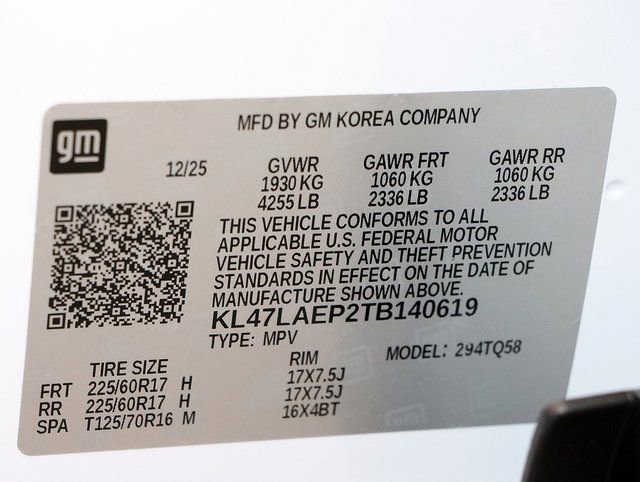 gm
MFD BY GM KOREA COMPANY
12/25 GVWR GAWR FRT GAWR RR
1930 KG 1060 KG 1060 KG
4255 LB 2336 LB 2336 LB
THIS VEHICLE CONFORMS TO ALL
APPLICABLE U.S. FEDERAL MOTOR
VEHICLE SAFETY AND THEFT PREVENTION
STANDARDS IN EFFECT ON THE DATE OF
MANUFACTURE SHOWN ABOVE.
KL47LAEP2TB140619
TYPE: MPV MODEL: 294TQ58
TIRE SIZE RIM
FRT 225/60R17 H 17X7.5J
RR 225/60R17 H 17X7.5J
SPA T125/70R16 M 16X4BT